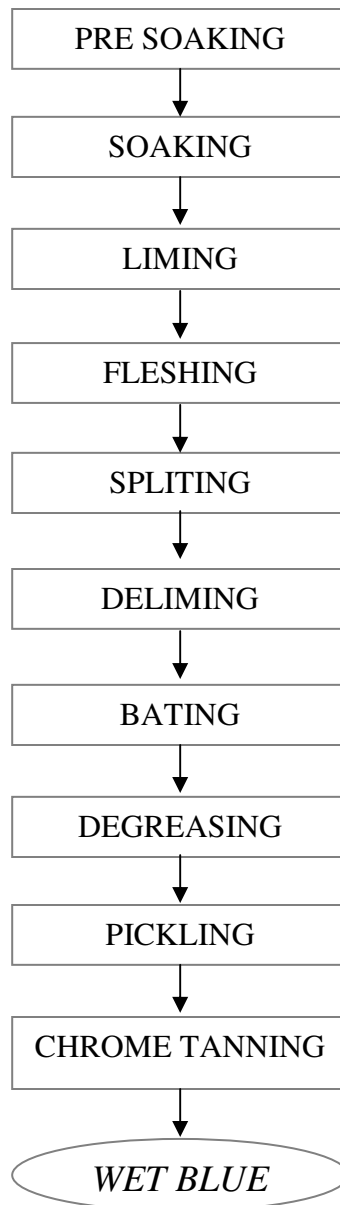 PRE SOAKING
SOAKING
LIMING
FLESHING
SPLITING
DELIMING
BATING
DEGREASING
PICKLING
CHROME TANNING
WET BLUE